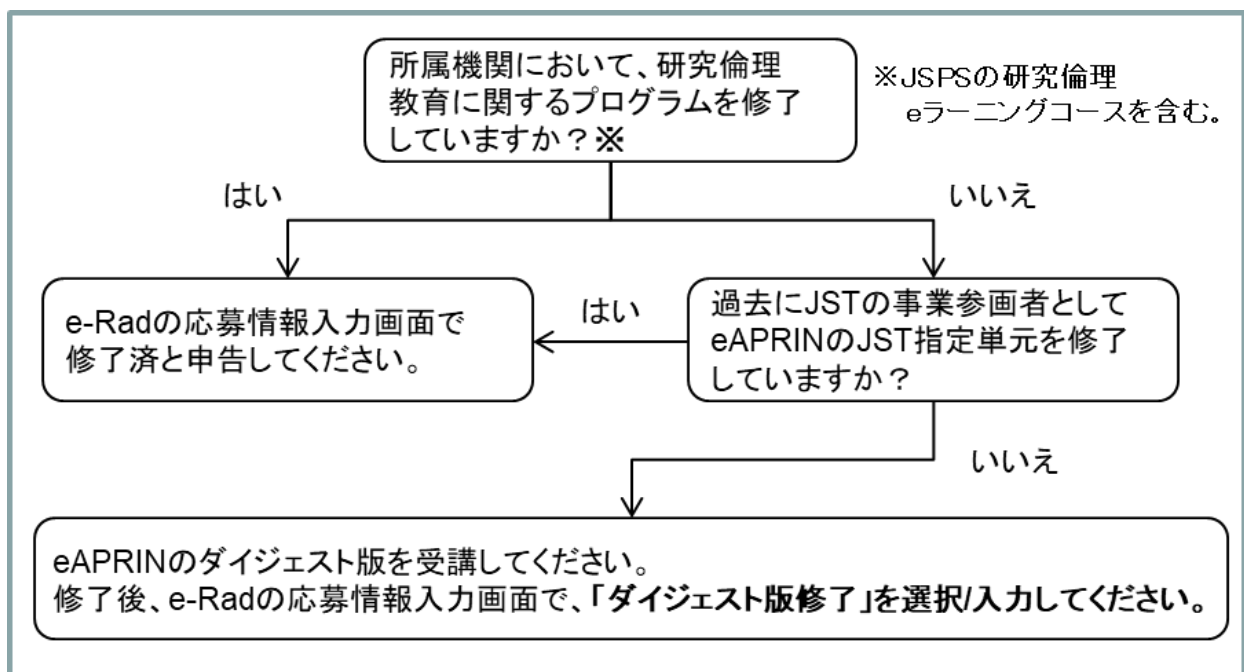 所属機関において、研究倫理
教育に関するプログラムを修了
していますか？※
※JSPSの研究倫理
eラーニングコースを含む。
はい
いいえ
e-Radの応募情報入力画面で
修了済と申告してください。
はい
過去にJSTの事業参画者として
eAPRINのJST指定単元を修了
していますか？
いいえ
eAPRINのダイジェスト版を受講してください。
修了後、e-Radの応募情報入力画面で、「ダイジェスト版修了」を選択/入力してください。